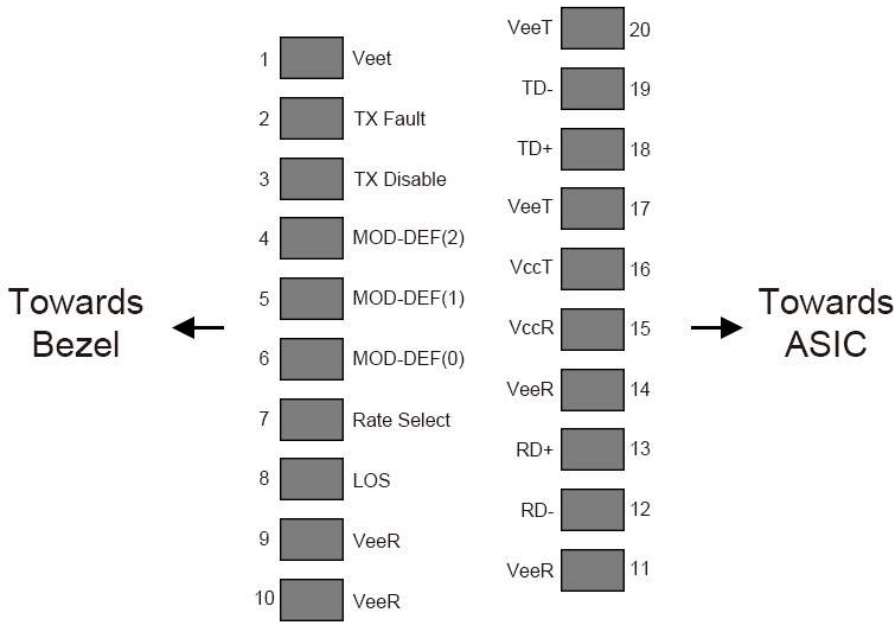 VeeT 20
1 Veet
TD- 19
2 TX Fault
TD+ 18
3 TX Disable
VeeT 17
4 MOD-DEF(2)
VccT 16
5 MOD-DEF(1)
Towards
Bezel
Towards
ASIC
VccR 15
6 MOD-DEF(0)
VeeR 14
7 Rate Select
RD+ 13
8 LOS
RD- 12
9 VeeR
VeeR 11
10 VeeR